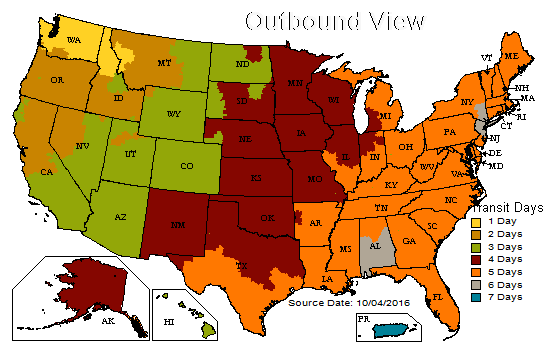 Outbound View
WA
MT
ND
MN
VT
ME
OR
ID
SD
WI
MI
NY
NH
MA
WY
RI
CT
NV
UT
NE
IA
IL
IN
OH
PA
NJ
DE
MD
CA
CO
KS
MO
KY
WV
VA
NC
TN
AZ
NM
OK
AR
SC
MS
AL
GA
TX
LA
FL
AK
HI
PR
Transit Days
1 Day
2 Days
3 Days
4 Days
5 Days
6 Days
7 Days
Source Date: 10/04/2016